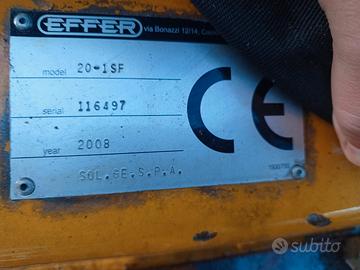 EFFER via Bonazzi 12/14,
model 20-1SF
serial 116497
year 2008
SOL.GE.S.P.A.
CE
subito